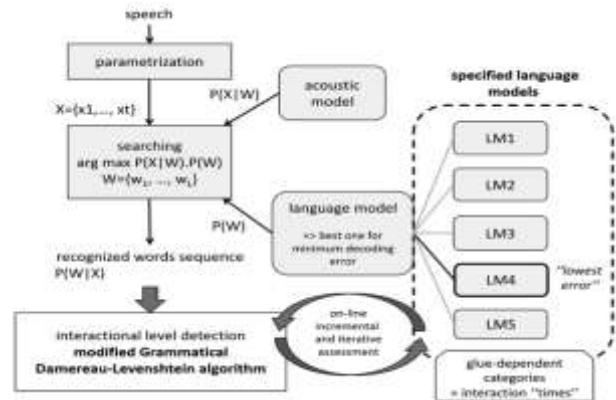 speech
parametrization
X={x1,..., xt}
P(X|W)
acoustic
model
searching
arg max P(X|W).P(W)
W={w₁, ..., w_L}
P(W)
language model
=> best one for
minimum decoding
error
recognized words sequence
P(W|X)
interactional level detection
modified Grammatical
Damereau-Levenshtein algorithm
on-line
incremental
and iterative
assessment
specified language
models
LM1
LM2
LM3
LM4
"lowest
error"
LM5
glue-dependent
categories
= interaction "times"